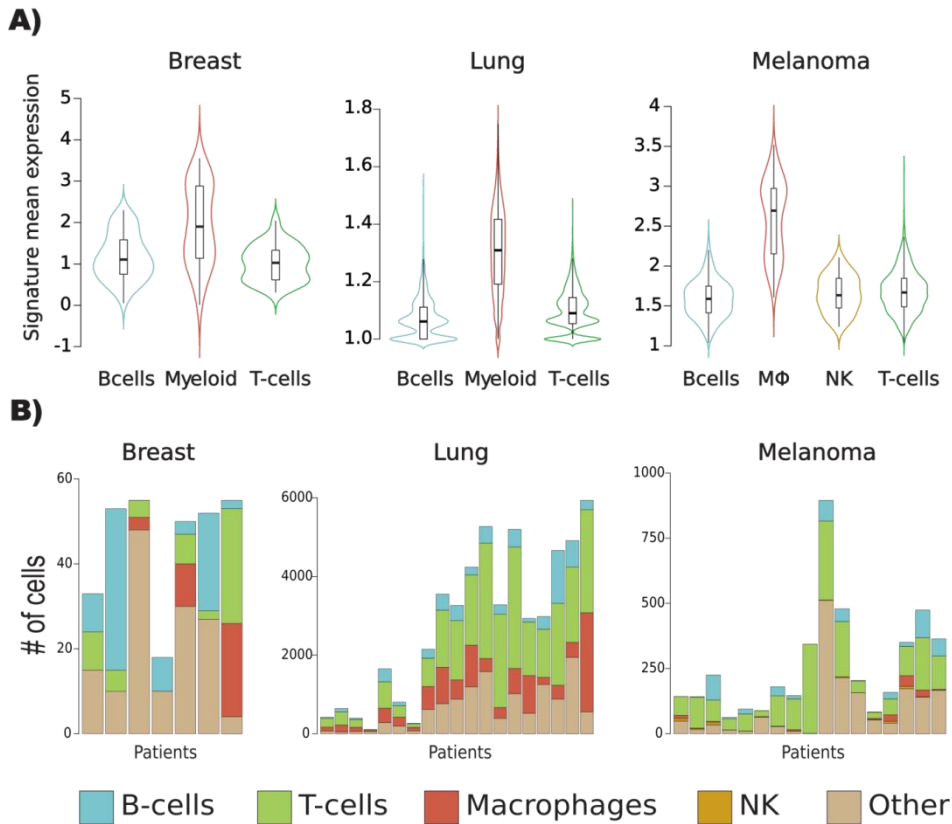 A)
Breast
Lung
Melanoma
Signature mean expression
5
4
3
2
1
0
-1
Bcells Myeloid T-cells
1.8
1.6
1.4
1.2
1.0
Bcells Myeloid T-cells
4
3
2.5
2
1.5
1
Bcells MΦ NK T-cells
B)
Breast
Lung
Melanoma
# of cells
60
40
20
0
Patients
6000
4000
2000
0
Patients
1000
750
500
250
0
Patients
B-cells T-cells Macrophages NK Other